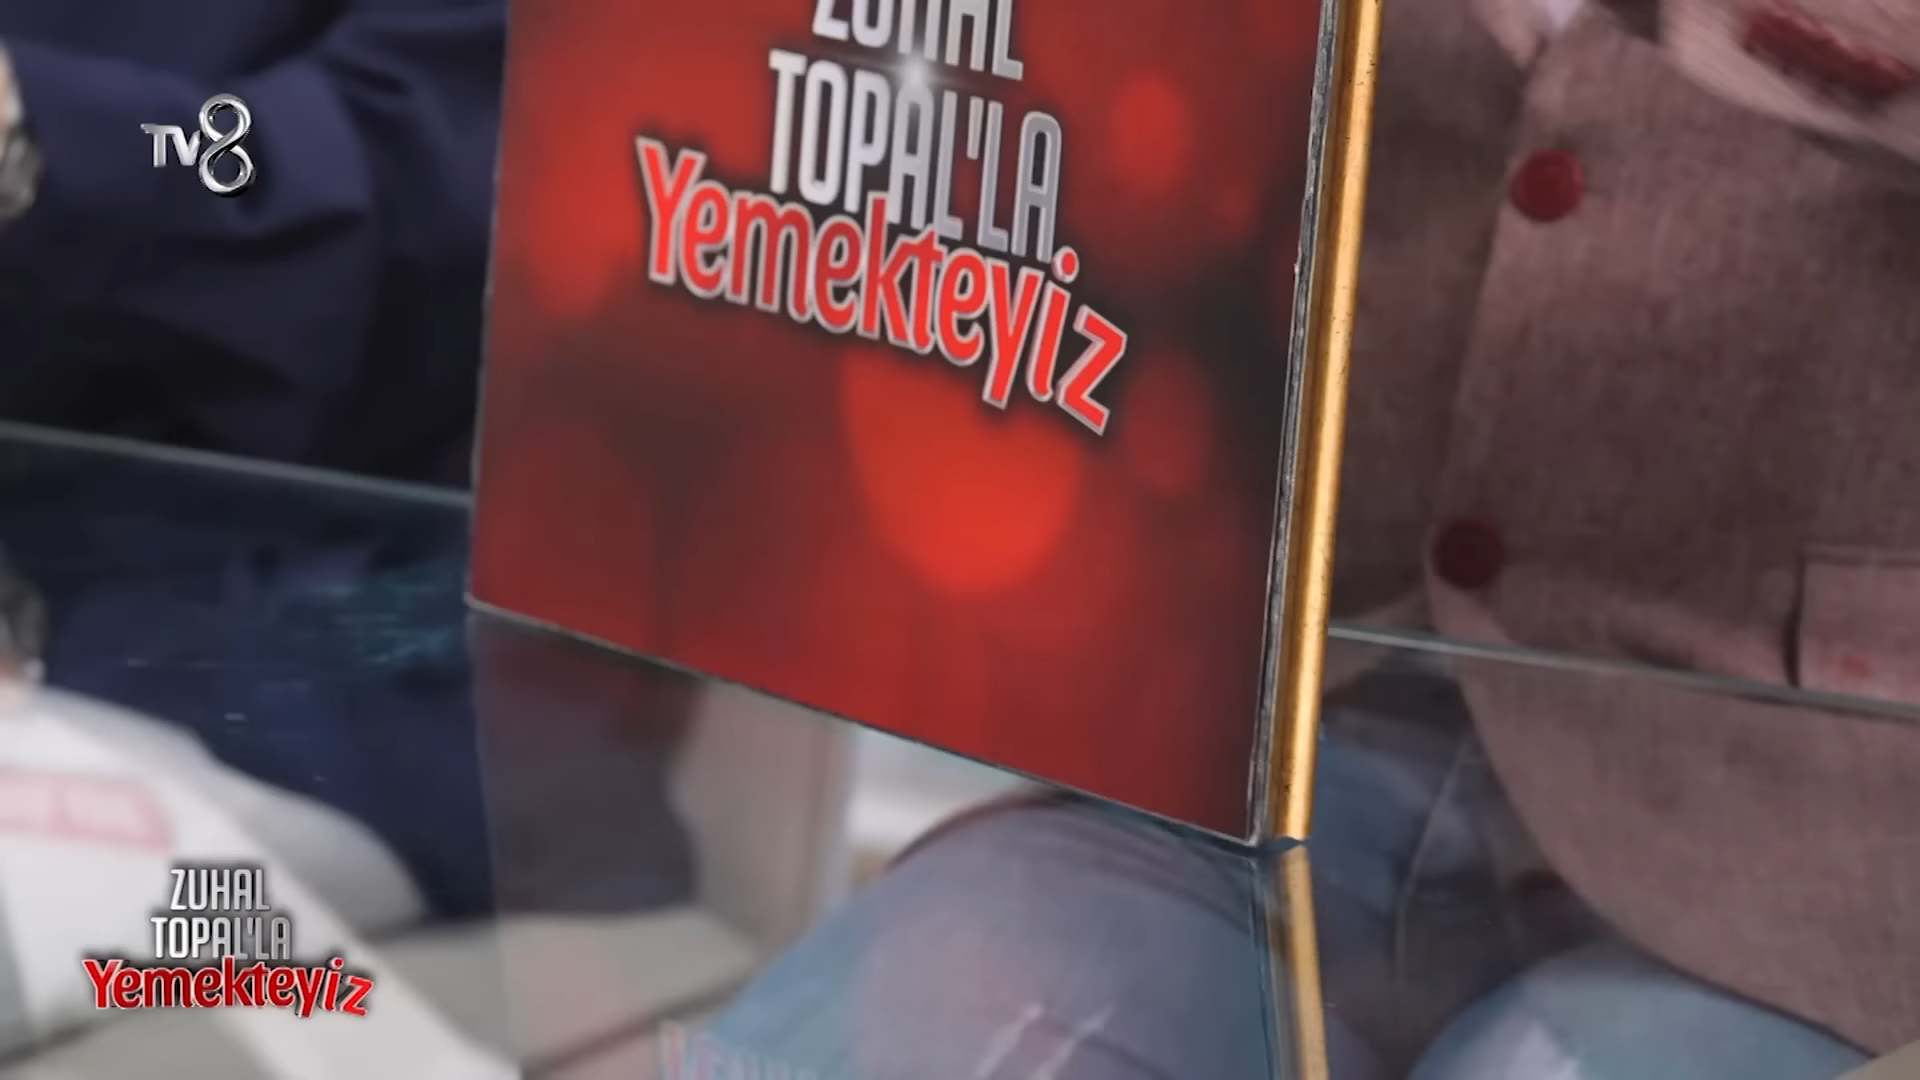 TV8
ZUHAL
TOPAL'LA
Yemekteyiz
ZUHAL
TOPAL'LA
Yemekteyiz